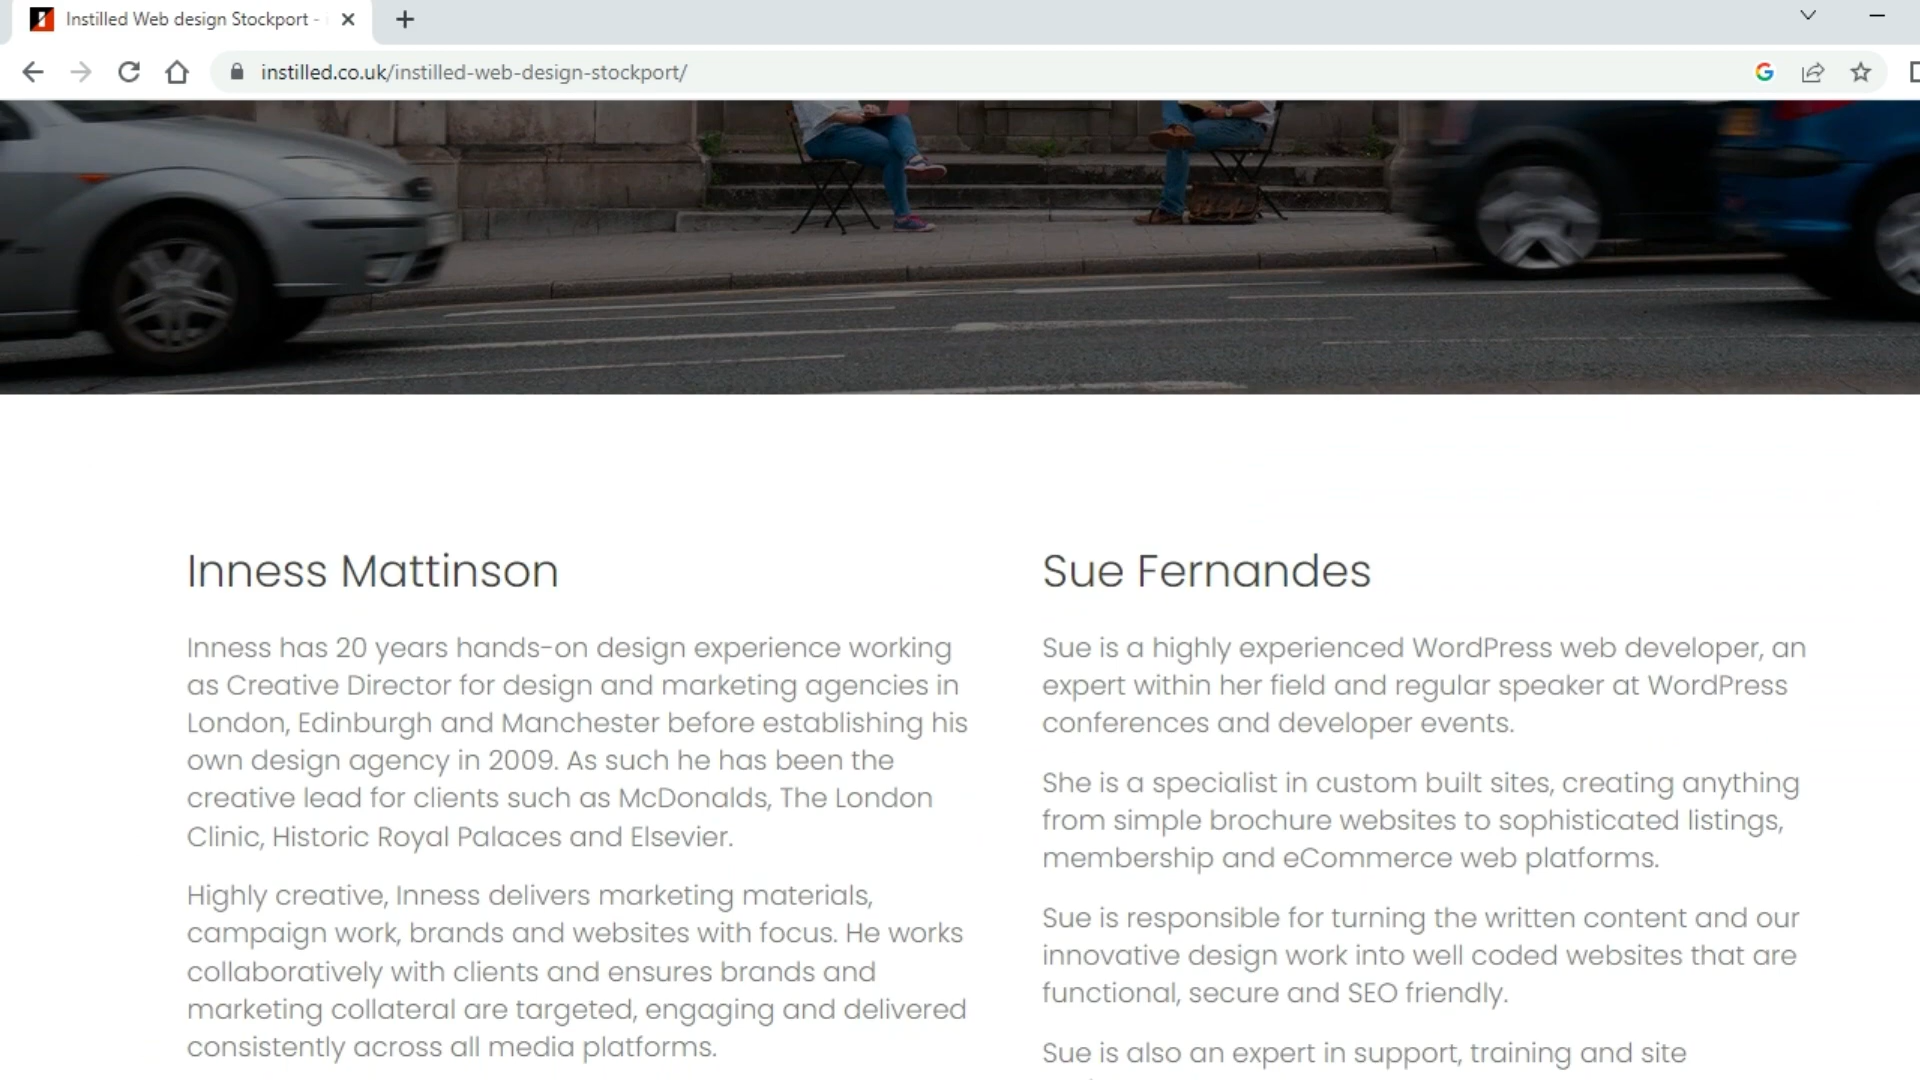 Instilled Web design Stockport -
instilled.co.uk/instilled-web-design-stockport/
Inness Mattinson
Inness has 20 years hands-on design experience working
as Creative Director for design and marketing agencies in
London, Edinburgh and Manchester before establishing his
own design agency in 2009. As such he has been the
creative lead for clients such as McDonalds, The London
Clinic, Historic Royal Palaces and Elsevier.
Highly creative, Inness delivers marketing materials,
campaign work, brands and websites with focus. He works
collaboratively with clients and ensures brands and
marketing collateral are targeted, engaging and delivered
consistently across all media platforms.
Sue Fernandes
Sue is a highly experienced WordPress web developer, an
expert within her field and regular speaker at WordPress
conferences and developer events.
She is a specialist in custom built sites, creating anything
from simple brochure websites to sophisticated listings,
membership and eCommerce web platforms.
Sue is responsible for turning the written content and our
innovative design work into well coded websites that are
functional, secure and SEO friendly.
Sue is also an expert in support, training and site